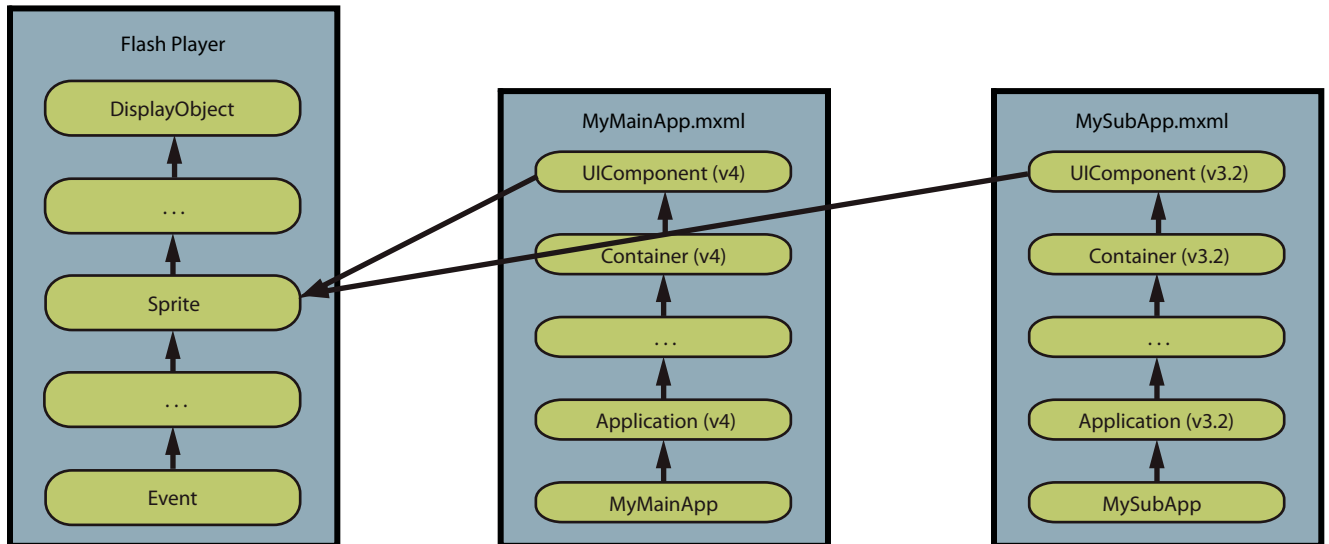 Flash Player
DisplayObject
. . .
Sprite
. . .
Event
MyMainApp.mxml
UIComponent (v4)
Container (v4)
. . .
Application (v4)
MyMainApp
MySubApp.mxml
UIComponent (v3.2)
Container (v3.2)
. . .
Application (v3.2)
MySubApp